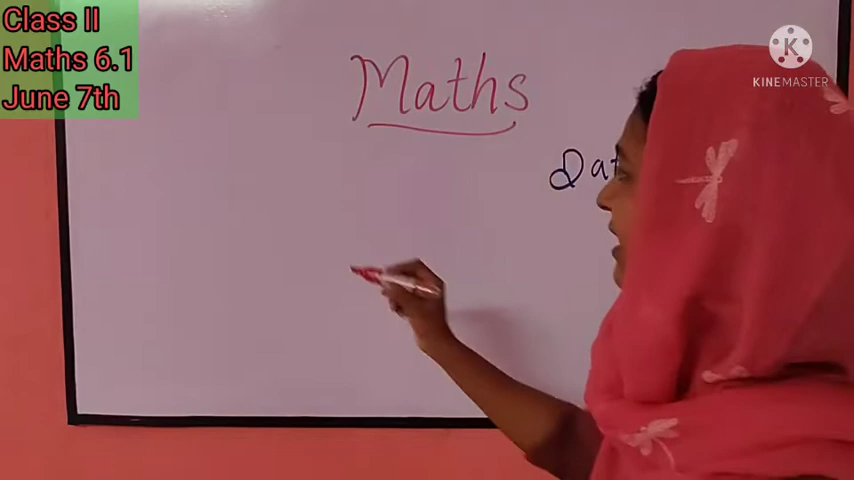 Class II
Maths 6.1
June 7th
Maths
KINEMASTER